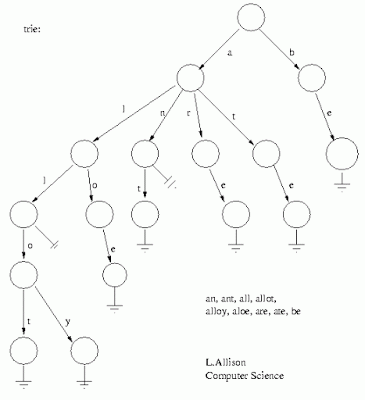 trie:
a b
l n r t e
l o t e e
o e
t y
an, ant, all, allot,
alloy, aloe, are, ate, be
L.Allison
Computer Science